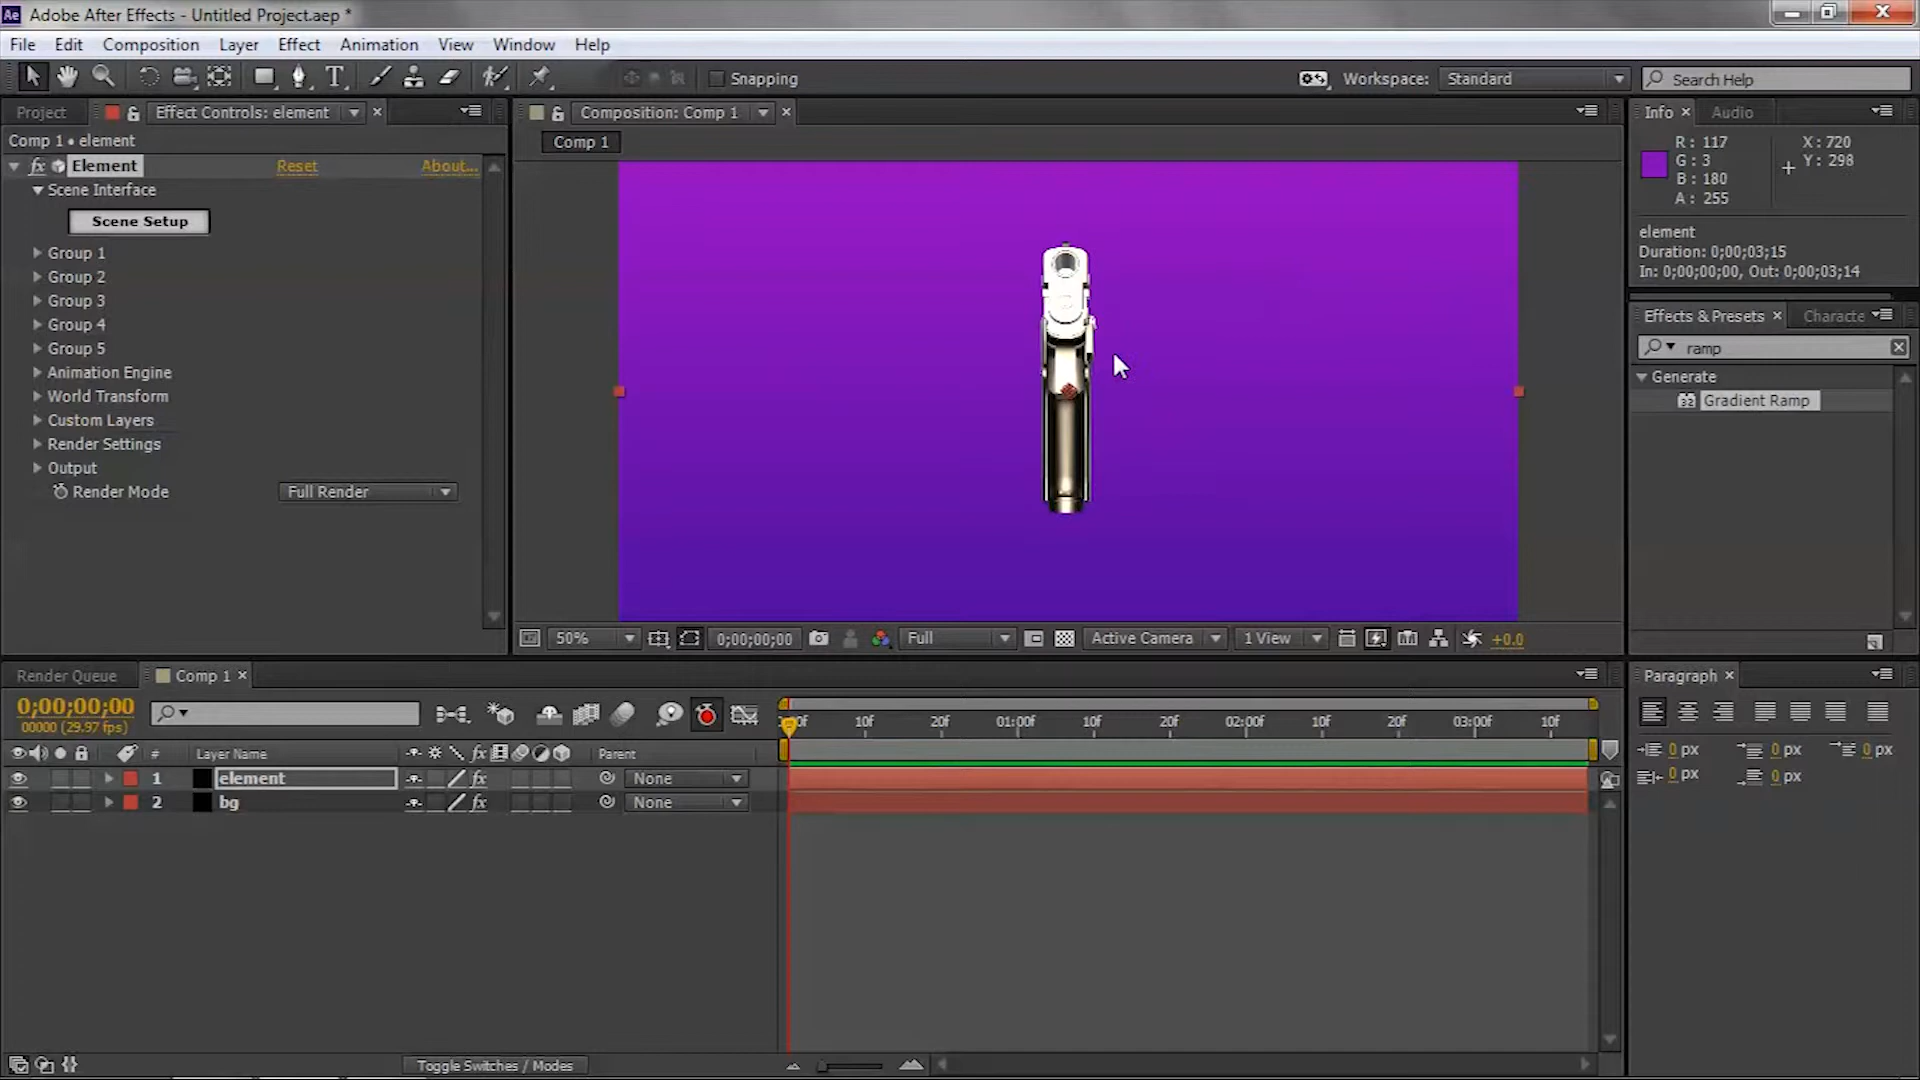 Ae Adobe After Effects - Untitled Project.aep *
File Edit Composition Layer Effect Animation View Window Help
Snapping Workspace: Standard Search Help
Project Effect Controls: element Composition: Comp 1 Info Audio
Comp 1 • element
Comp 1
R: 117 X: 720
G: 3 Y: 298
B: 180
A: 255
fx Element Reset About...
Scene Interface
Scene Setup
Group 1
Group 2
Group 3
Group 4
Group 5
Animation Engine
World Transform
Custom Layers
Render Settings
Output
Render Mode Full Render
element
Duration: 0;00;03;15
In: 0;00;00;00, Out: 0;00;03;14
Effects & Presets Characte
ramp
Generate
32 Gradient Ramp
50% 0;00;00;00 Full Active Camera 1 View +0.0
Render Queue Comp 1
0;00;00;00
00000 (29.97 fps)
00f 10f 20f 01:00f 10f 20f 02:00f 10f 20f 03:00f 10f
# Layer Name fx Parent
1 element fx None
2 bg fx None
Toggle Switches / Modes
Paragraph
0 px 0 px 0 px
0 px 0 px